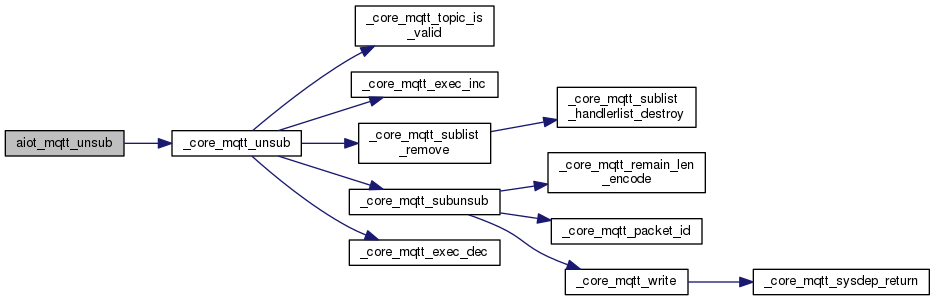 aiot_mqtt_unsub
_core_mqtt_unsub
_core_mqtt_topic_is
_valid
_core_mqtt_exec_inc
_core_mqtt_sublist
_remove
_core_mqtt_sublist
_handlerlist_destroy
_core_mqtt_subunsub
_core_mqtt_remain_len
_encode
_core_mqtt_packet_id
_core_mqtt_exec_dec
_core_mqtt_write
_core_mqtt_sysdep_return